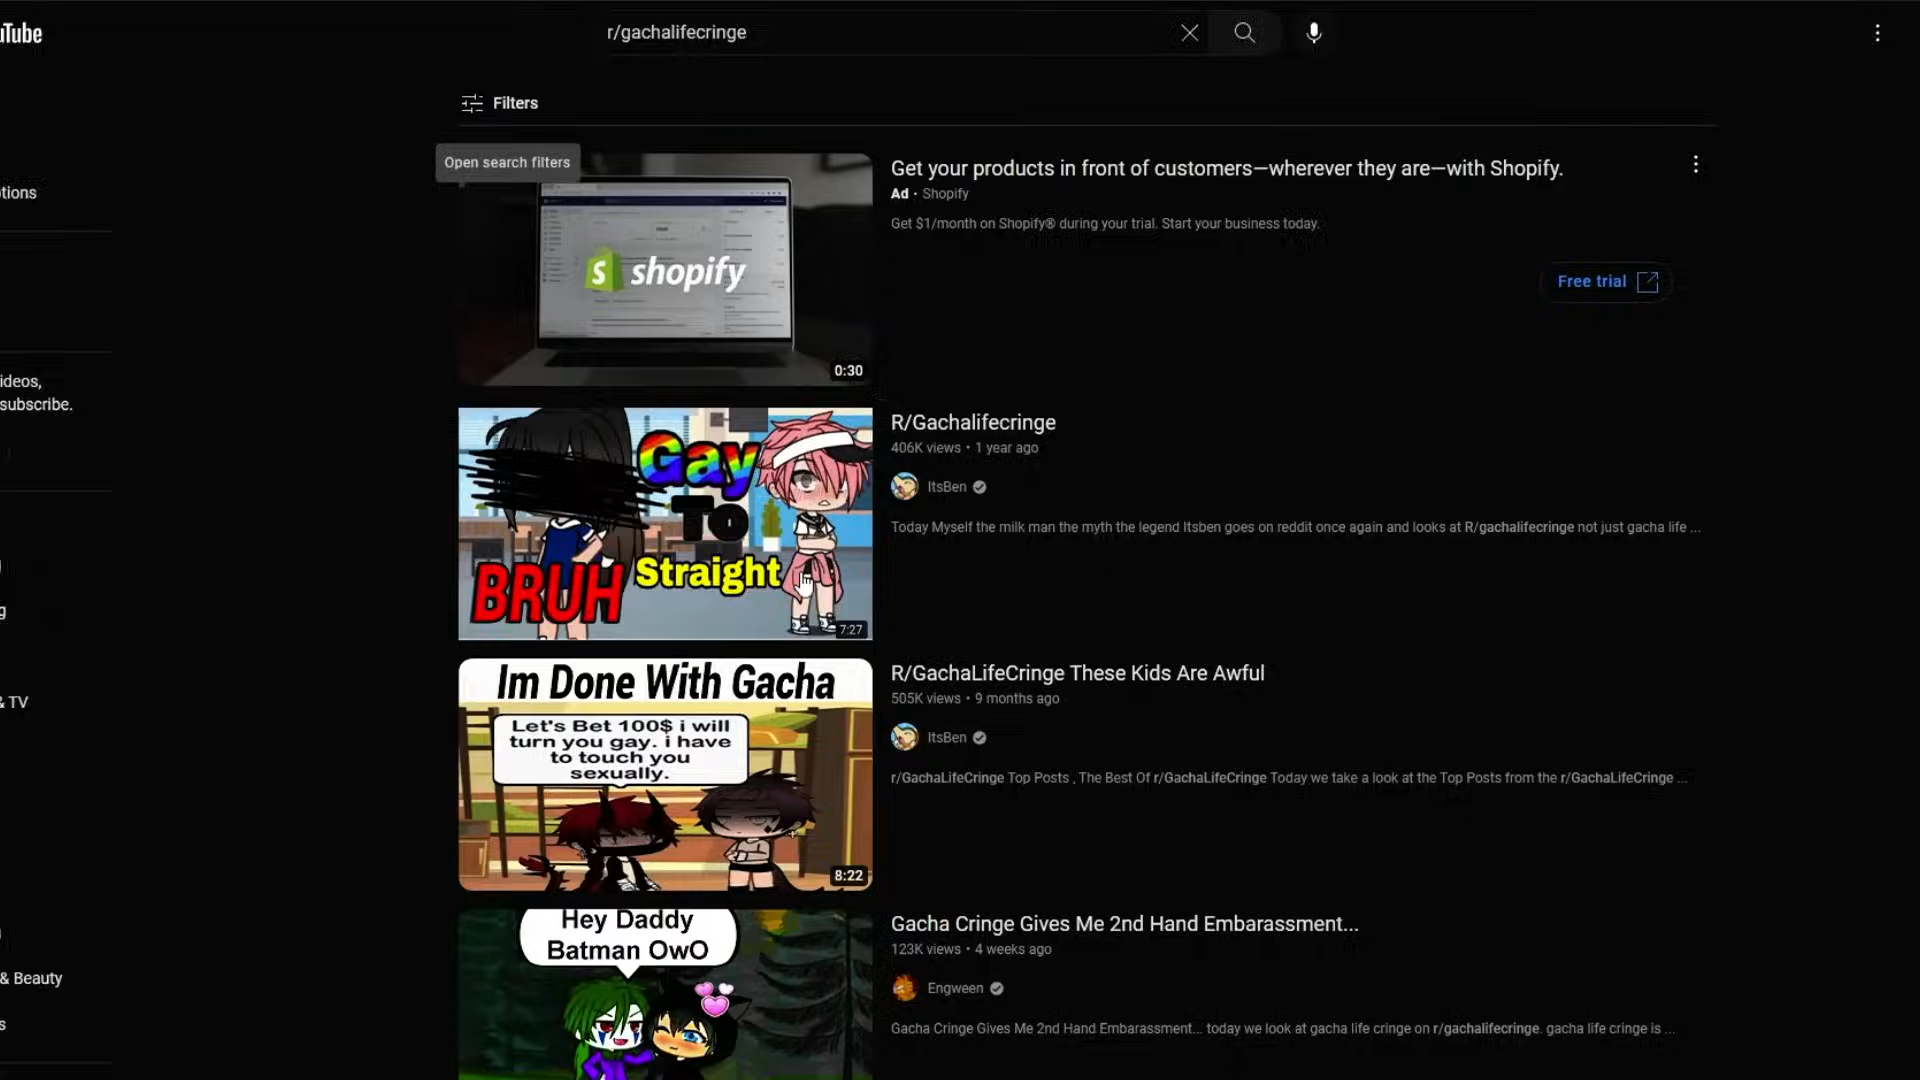 uTube
r/gachalifecringe
Filters
Open search filters
tions
ideos,
subscribe.
g
& TV
& Beauty
s
shopify
0:30
Get your products in front of customers—wherever they are—with Shopify.
Ad · Shopify
Get $1/month on Shopify® during your trial. Start your business today.
Free trial
Gay
To
Straight
BRUH
7:27
R/Gachalifecringe
406K views • 1 year ago
ItsBen
Today Myself the milk man the myth the legend Itsben goes on reddit once again and looks at R/gachalifecringe not just gacha life ...
Im Done With Gacha
Let's Bet 100$ i will
turn you gay. i have
to touch you
sexually.
8:22
R/GachaLifeCringe These Kids Are Awful
505K views • 9 months ago
ItsBen
r/GachaLifeCringe Top Posts , The Best Of r/GachaLifeCringe Today we take a look at the Top Posts from the r/GachaLifeCringe ...
Hey Daddy
Batman OwO
Gacha Cringe Gives Me 2nd Hand Embarassment...
123K views • 4 weeks ago
Engween
Gacha Cringe Gives Me 2nd Hand Embarassment... today we look at gacha life cringe on r/gachalifecringe. gacha life cringe is ...